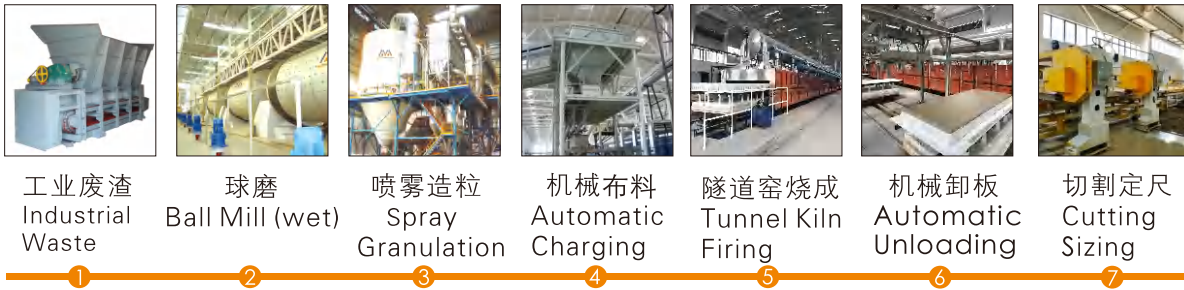 工业废渣
Industrial
Waste
1
球磨
Ball Mill (wet)
2
喷雾造粒
Spray
Granulation
3
机械布料
Automatic
Charging
4
隧道窑烧成
Tunnel Kiln
Firing
5
机械卸板
Automatic
Unloading
6
切割定尺
Cutting
Sizing
7